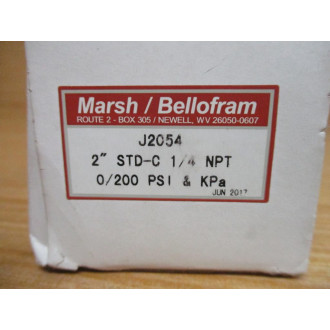 Marsh / Bellofram
ROUTE 2 - BOX 305 / NEWELL, WV 26050-0607
J2054
2" STD-C 1/4 NPT
0/200 PSI & KPa
JUN 2017